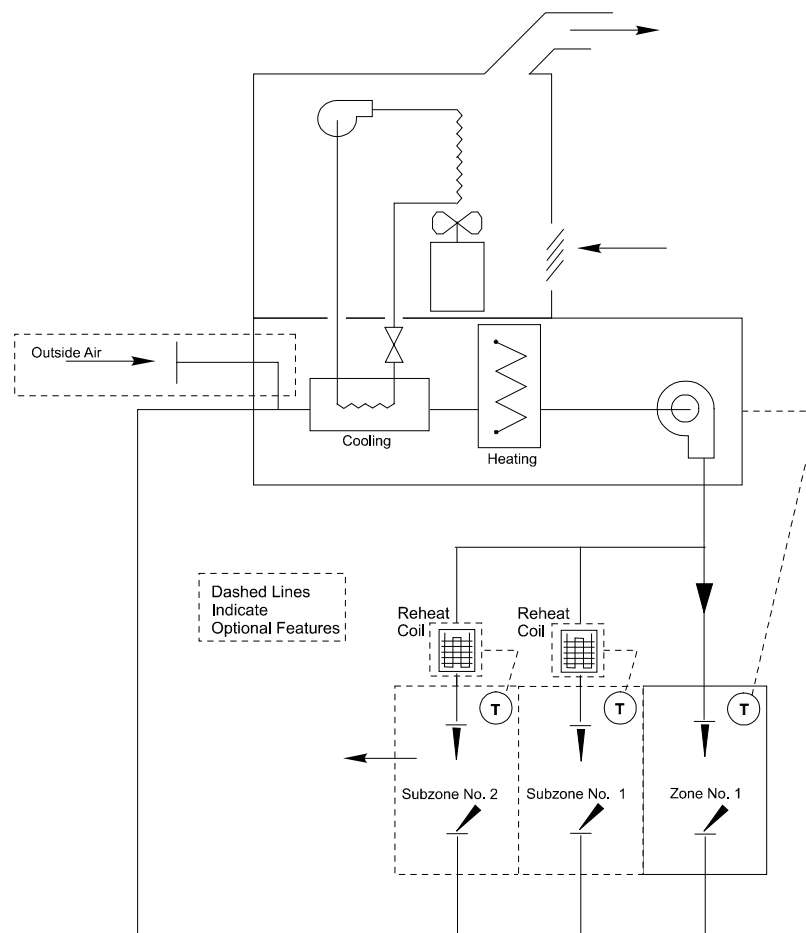 Outside Air
Cooling
Heating
Dashed Lines
Indicate
Optional Features
Reheat
Coil
Reheat
Coil
T
T
T
Subzone No. 2
Subzone No. 1
Zone No. 1